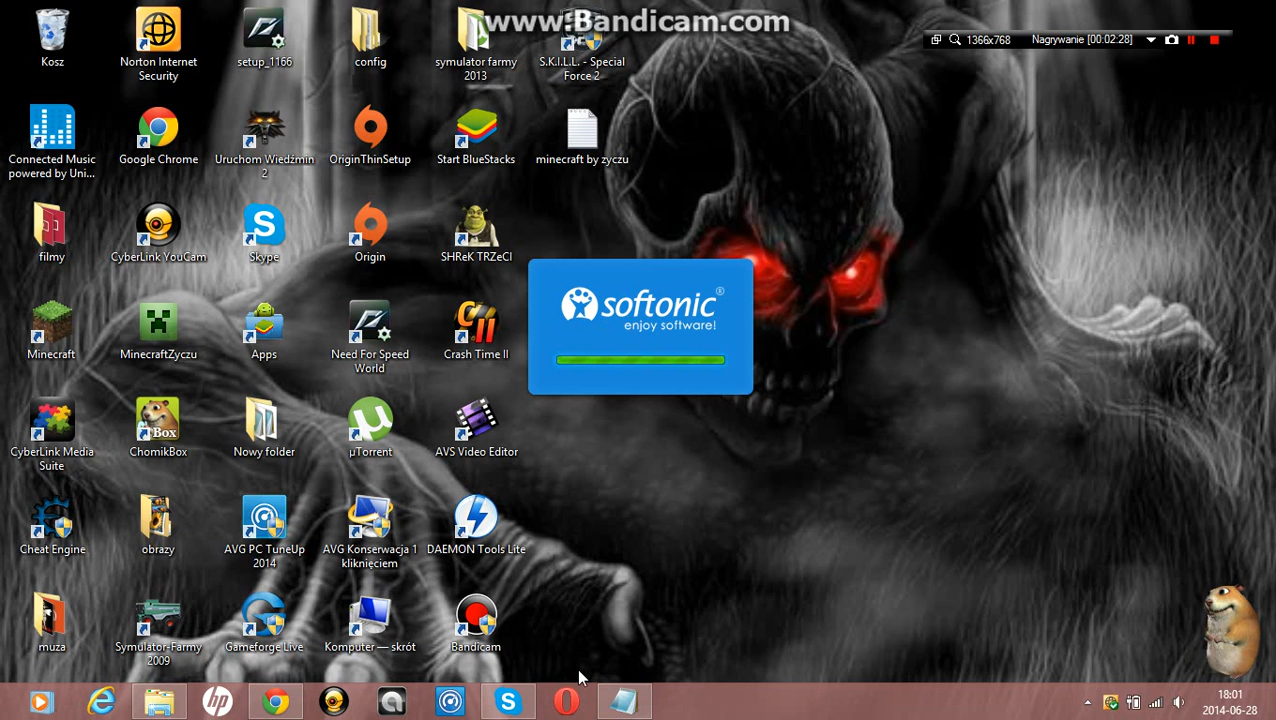 www.Bandicam.com
1366x768
Nagrywanie [00:02:28]
Kosz
Norton Internet
Security
setup_1166
config
symulator farmy
2013
S.K.I.L.L. - Special
Force 2
Connected Music
powered by Uni...
Google Chrome
Uruchom Wiedźmin
2
OriginThinSetup
Start BlueStacks
minecraft by zyczu
filmy
CyberLink YouCam
Skype
Origin
SHReK TRZeCI
softonic®
enjoy software!
Minecraft
MinecraftZyczu
Apps
Need For Speed
World
Crash Time II
CyberLink Media
Suite
Box
ChomikBox
Nowy folder
µTorrent
AVS Video Editor
Cheat Engine
obrazy
AVG PC TuneUp
2014
AVG Konserwacja 1
kliknięciem
DAEMON Tools Lite
muza
Symulator-Farmy
2009
Gameforge Live
Komputer — skrót
Bandicam
18:01
2014-06-28